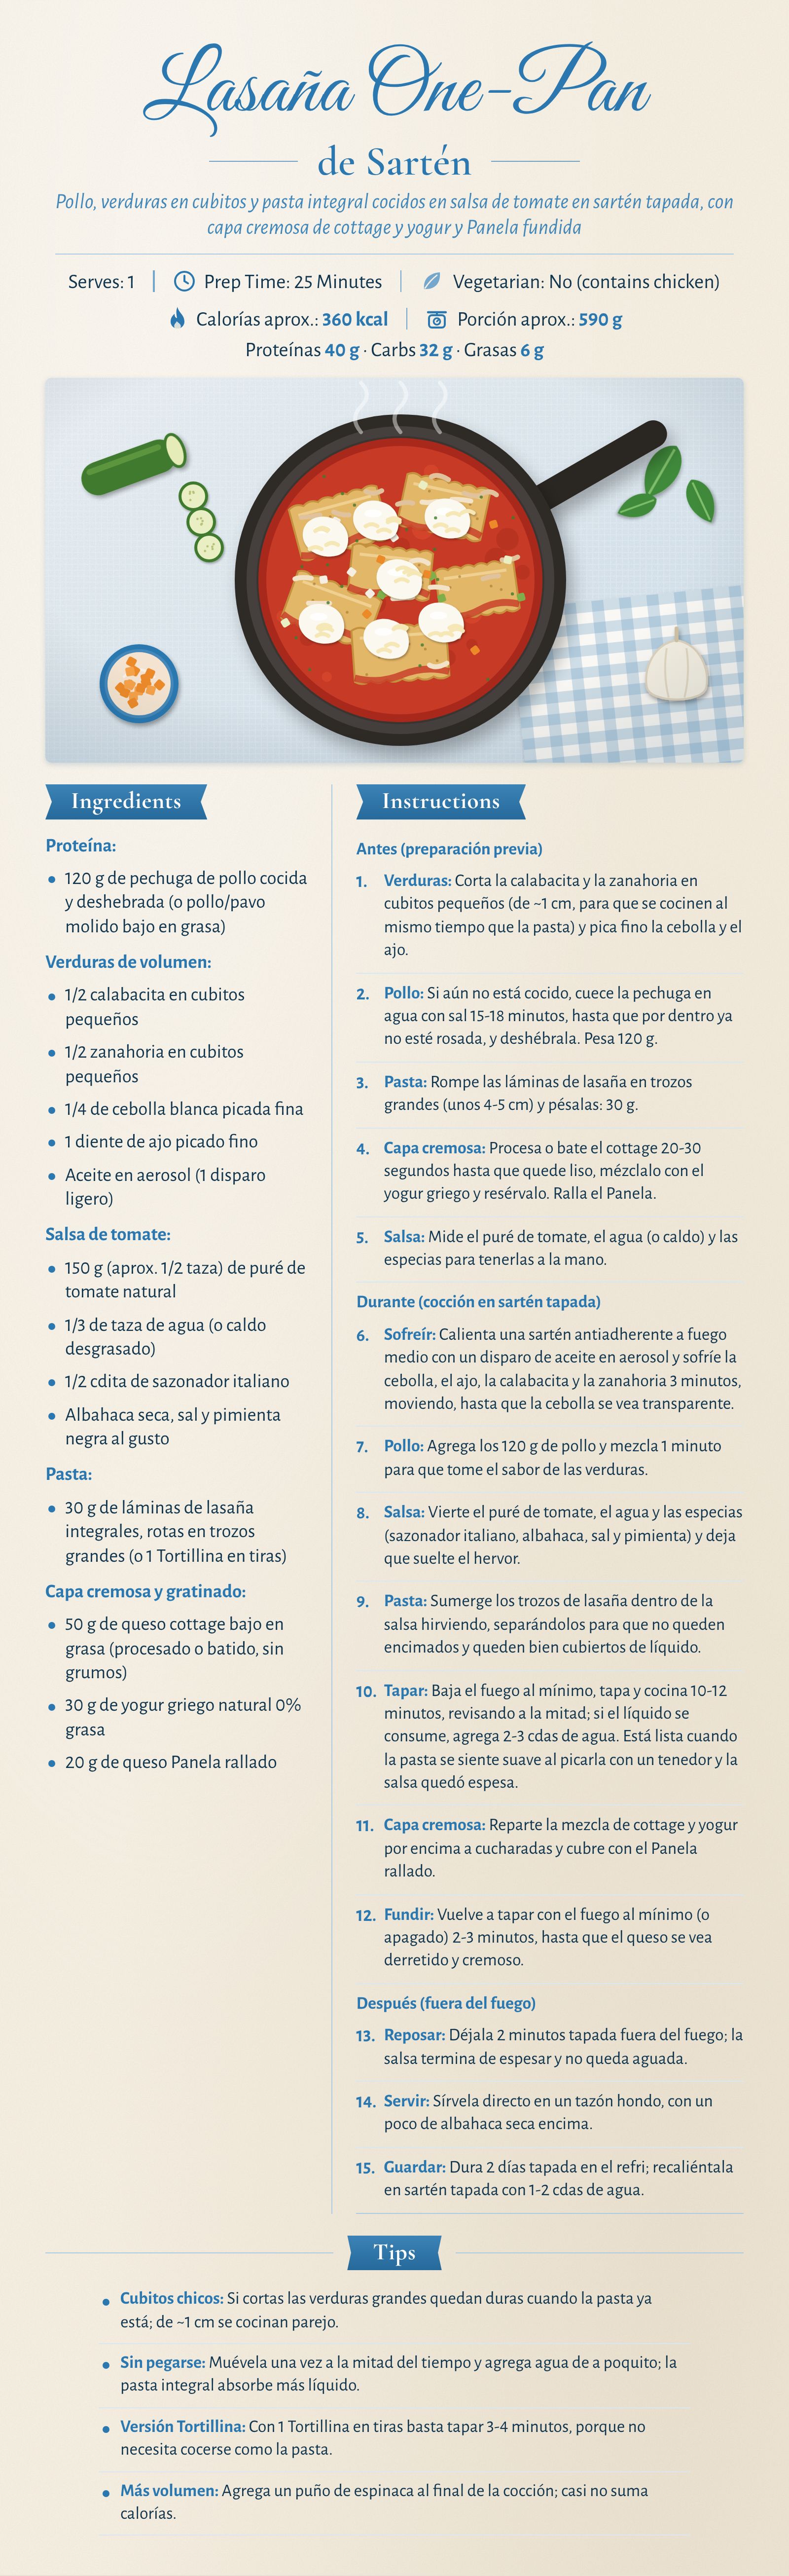 Lasaña One-Pan
de Sartén
Pollo, verduras en cubitos y pasta integral cocidos en salsa de tomate en sartén tapada, con
capa cremosa de cottage y yogur y Panela fundida
Serves: 1 | Prep Time: 25 Minutes | Vegetarian: No (contains chicken)
Calorías aprox.: 360 kcal | Porción aprox.: 590 g
Proteínas 40 g · Carbs 32 g · Grasas 6 g
Ingredients
Proteína:
• 120 g de pechuga de pollo cocida
y deshebrada (o pollo/pavo
molido bajo en grasa)
Verduras de volumen:
• 1/2 calabacita en cubitos
pequeños
• 1/2 zanahoria en cubitos
pequeños
• 1/4 de cebolla blanca picada fina
• 1 diente de ajo picado fino
• Aceite en aerosol (1 disparo
ligero)
Salsa de tomate:
• 150 g (aprox. 1/2 taza) de puré de
tomate natural
• 1/3 de taza de agua (o caldo
desgrasado)
• 1/2 cdita de sazonador italiano
• Albahaca seca, sal y pimienta
negra al gusto
Pasta:
• 30 g de láminas de lasaña
integrales, rotas en trozos
grandes (o 1 Tortillina en tiras)
Capa cremosa y gratinado:
• 50 g de queso cottage bajo en
grasa (procesado o batido, sin
grumos)
• 30 g de yogur griego natural 0%
grasa
• 20 g de queso Panela rallado
Instructions
Antes (preparación previa)
1. Verduras: Corta la calabacita y la zanahoria en
cubitos pequeños (de ~1 cm, para que se cocinen al
mismo tiempo que la pasta) y pica fino la cebolla y el
ajo.
2. Pollo: Si aún no está cocido, cuece la pechuga en
agua con sal 15-18 minutos, hasta que por dentro ya
no esté rosada, y deshébrala. Pesa 120 g.
3. Pasta: Rompe las láminas de lasaña en trozos
grandes (unos 4-5 cm) y pésalas: 30 g.
4. Capa cremosa: Procesa o bate el cottage 20-30
segundos hasta que quede liso, mézclalo con el
yogur griego y resérvalo. Ralla el Panela.
5. Salsa: Mide el puré de tomate, el agua (o caldo) y las
especias para tenerlas a la mano.
Durante (cocción en sartén tapada)
6. Sofreír: Calienta una sartén antiadherente a fuego
medio con un disparo de aceite en aerosol y sofríe la
cebolla, el ajo, la calabacita y la zanahoria 3 minutos,
moviendo, hasta que la cebolla se vea transparente.
7. Pollo: Agrega los 120 g de pollo y mezcla 1 minuto
para que tome el sabor de las verduras.
8. Salsa: Vierte el puré de tomate, el agua y las especias
(sazonador italiano, albahaca, sal y pimienta) y deja
que suelte el hervor.
9. Pasta: Sumerge los trozos de lasaña dentro de la
salsa hirviendo, separándolos para que no queden
encimados y queden bien cubiertos de líquido.
10. Tapar: Baja el fuego al mínimo, tapa y cocina 10-12
minutos, revisando a la mitad; si el líquido se
consume, agrega 2-3 cdas de agua. Está lista cuando
la pasta se siente suave al picarla con un tenedor y la
salsa quedó espesa.
11. Capa cremosa: Reparte la mezcla de cottage y yogur
por encima a cucharadas y cubre con el Panela
rallado.
12. Fundir: Vuelve a tapar con el fuego al mínimo (o
apagado) 2-3 minutos, hasta que el queso se vea
derretido y cremoso.
Después (fuera del fuego)
13. Reposar: Déjala 2 minutos tapada fuera del fuego; la
salsa termina de espesar y no queda aguada.
14. Servir: Sírvela directo en un tazón hondo, con un
poco de albahaca seca encima.
15. Guardar: Dura 2 días tapada en el refri; recaliéntala
en sartén tapada con 1-2 cdas de agua.
Tips
• Cubitos chicos: Si cortas las verduras grandes quedan duras cuando la pasta ya
está; de ~1 cm se cocinan parejo.
• Sin pegarse: Muévela una vez a la mitad del tiempo y agrega agua de a poquito; la
pasta integral absorbe más líquido.
• Versión Tortillina: Con 1 Tortillina en tiras basta tapar 3-4 minutos, porque no
necesita cocerse como la pasta.
• Más volumen: Agrega un puño de espinaca al final de la cocción; casi no suma
calorías.